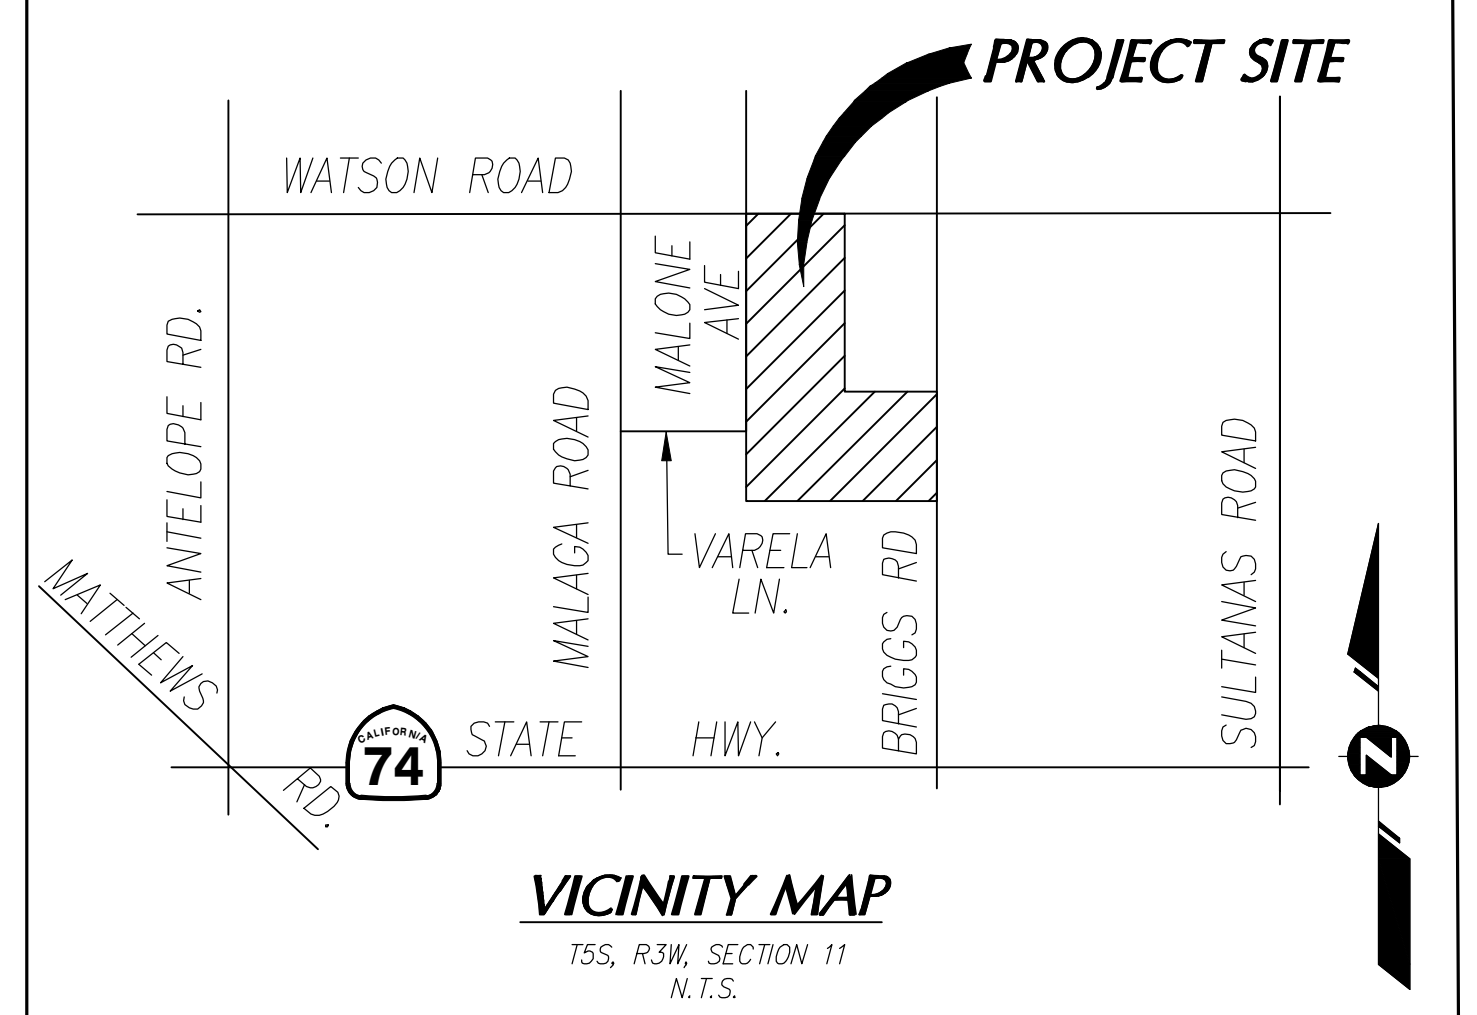 PROJECT SITE
WATSON ROAD
MALONE
AVE
ANTELOPE RD.
MALAGA ROAD
VARELA
LN.
BRIGGS RD
SULTANAS ROAD
MATTHEWS
RD.
CALIFORNIA
74
STATE HWY.
N
VICINITY MAP
T5S, R3W, SECTION 11
N.T.S.